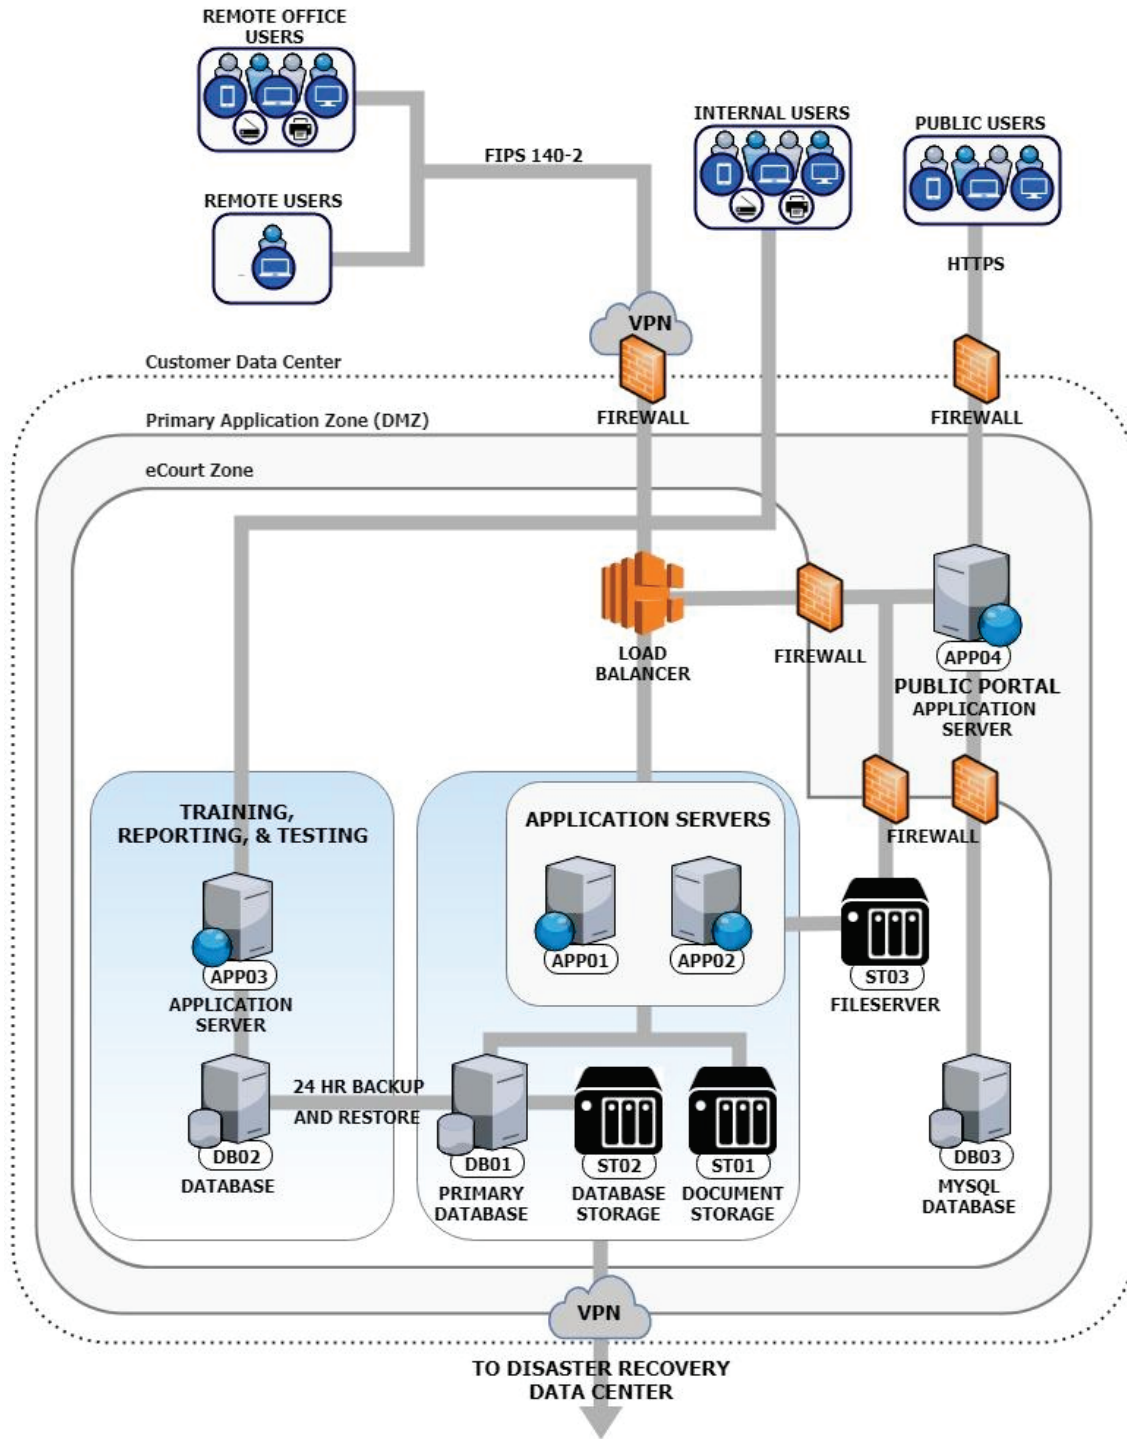 REMOTE OFFICE
USERS
INTERNAL USERS
PUBLIC USERS
FIPS 140-2
REMOTE USERS
HTTPS
VPN
Customer Data Center
FIREWALL
FIREWALL
Primary Application Zone (DMZ)
eCourt Zone
LOAD
BALANCER
FIREWALL
APP04
PUBLIC PORTAL
APPLICATION
SERVER
TRAINING,
REPORTING, & TESTING
APPLICATION SERVERS
FIREWALL
APP01
APP02
APP03
APPLICATION
SERVER
ST03
FILESERVER
24 HR BACKUP
AND RESTORE
DB02
DATABASE
DB01
PRIMARY
DATABASE
ST02
DATABASE
STORAGE
ST01
DOCUMENT
STORAGE
DB03
MYSQL
DATABASE
VPN
TO DISASTER RECOVERY
DATA CENTER